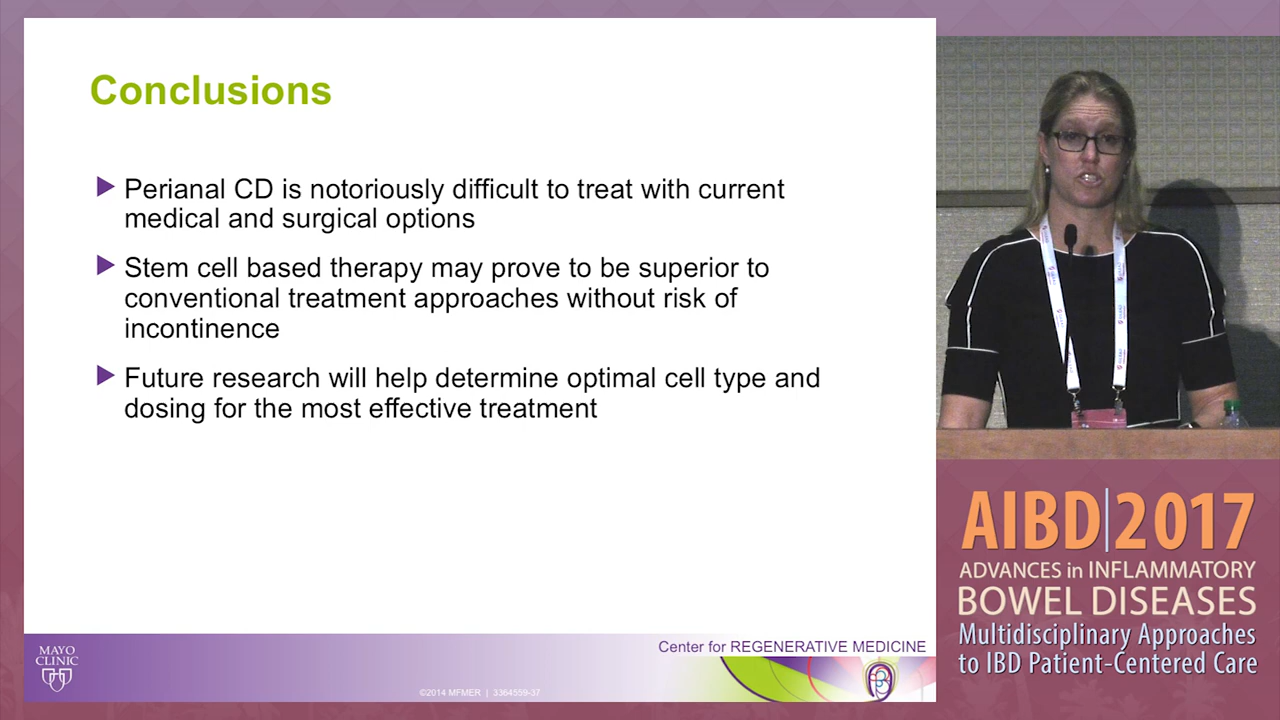 Conclusions
Perianal CD is notoriously difficult to treat with current
medical and surgical options
Stem cell based therapy may prove to be superior to
conventional treatment approaches without risk of
incontinence
Future research will help determine optimal cell type and
dosing for the most effective treatment
MAYO
CLINIC
Center for REGENERATIVE MEDICINE
©2014 MFMER | 3364559-37
AIBD|2017
ADVANCES in INFLAMMATORY
BOWEL DISEASES
Multidisciplinary Approaches
to IBD Patient-Centered Care